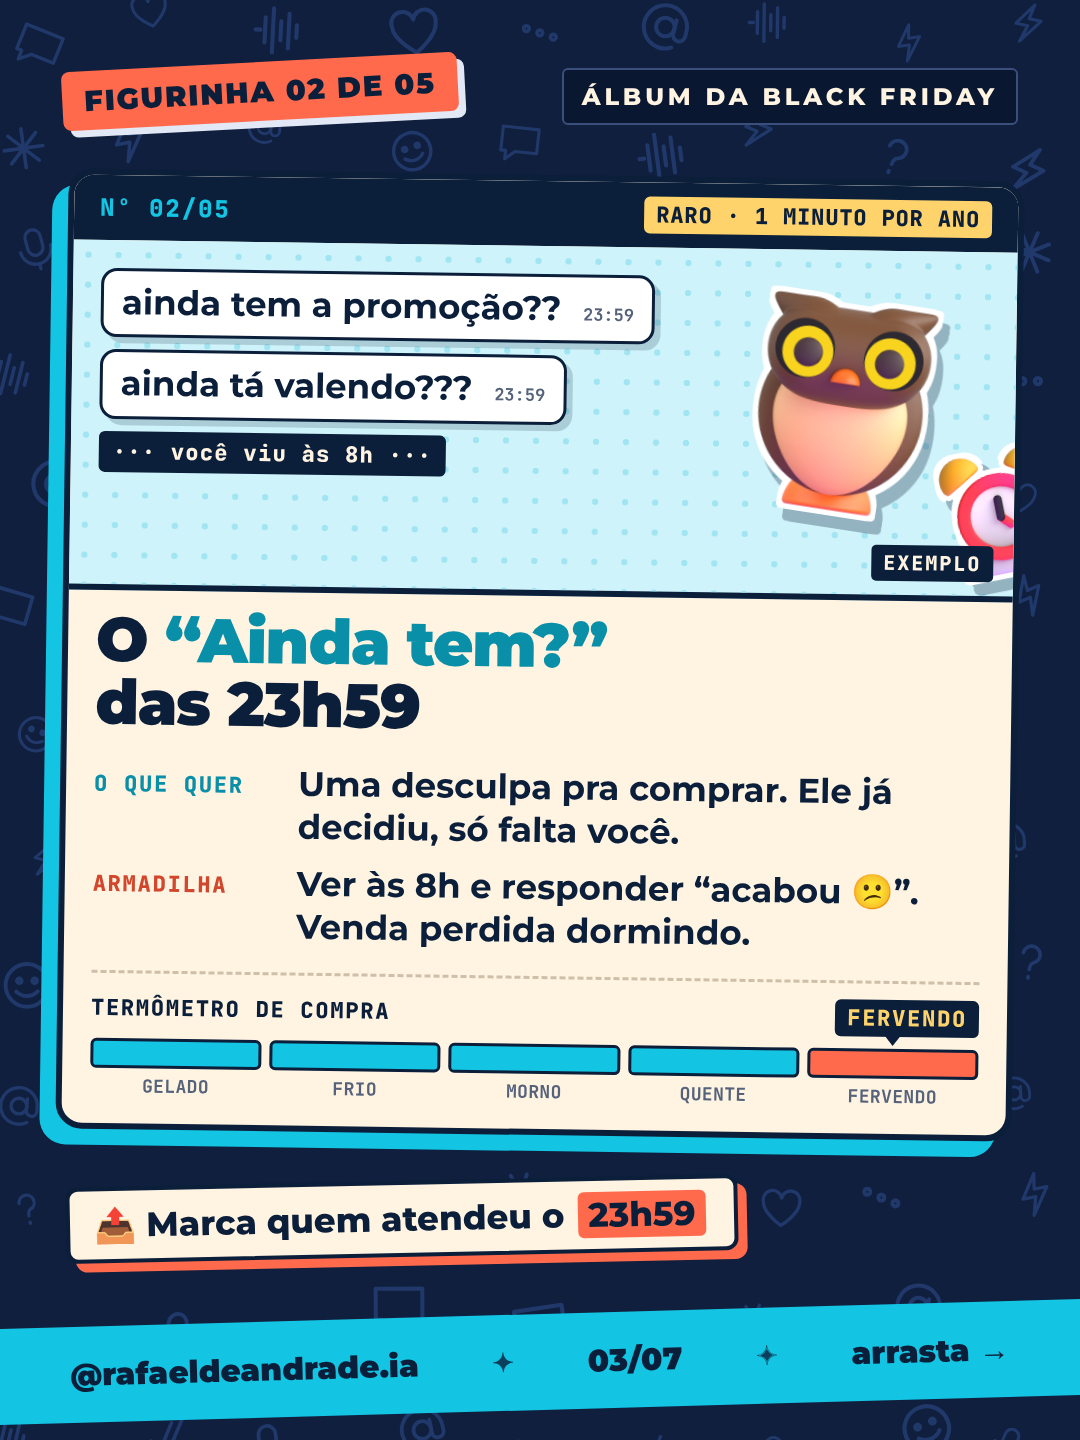 FIGURINHA 02 DE 05
ÁLBUM DA BLACK FRIDAY
N° 02/05
RARO · 1 MINUTO POR ANO
ainda tem a promoção?? 23:59
ainda tá valendo??? 23:59
··· você viu às 8h ···
EXEMPLO
O “Ainda tem?”
das 23h59
O QUE QUER
Uma desculpa pra comprar. Ele já
decidiu, só falta você.
ARMADILHA
Ver às 8h e responder “acabou 😕”.
Venda perdida dormindo.
TERMÔMETRO DE COMPRA
FERVENDO
GELADO
FRIO
MORNO
QUENTE
FERVENDO
📤 Marca quem atendeu o 23h59
@rafaeldeandrade.ia ✦ 03/07 ✦ arrasta →